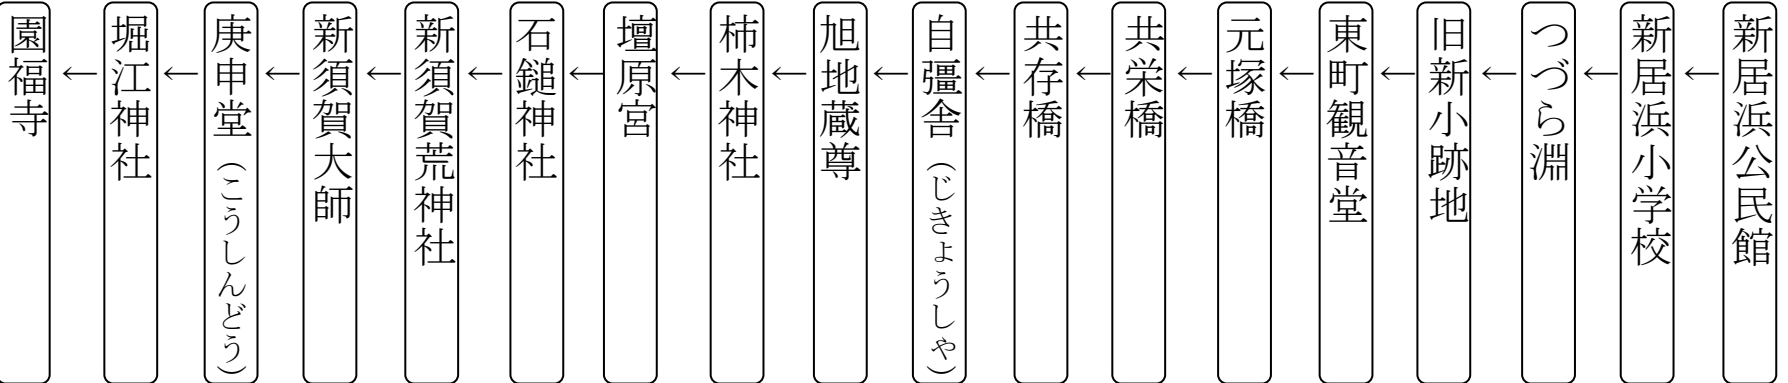 新居浜公民館
←
新居浜小学校
←
つづら淵
←
旧新小跡地
←
東町観音堂
←
元塚橋
←
共栄橋
←
共存橋
←
自彊舎（じきょうしゃ）
←
旭地蔵尊
←
柿木神社
←
壇原宮
←
石鎚神社
←
新須賀荒神社
←
新須賀大師
←
庚申堂（こうしんどう）
←
堀江神社
←
園福寺